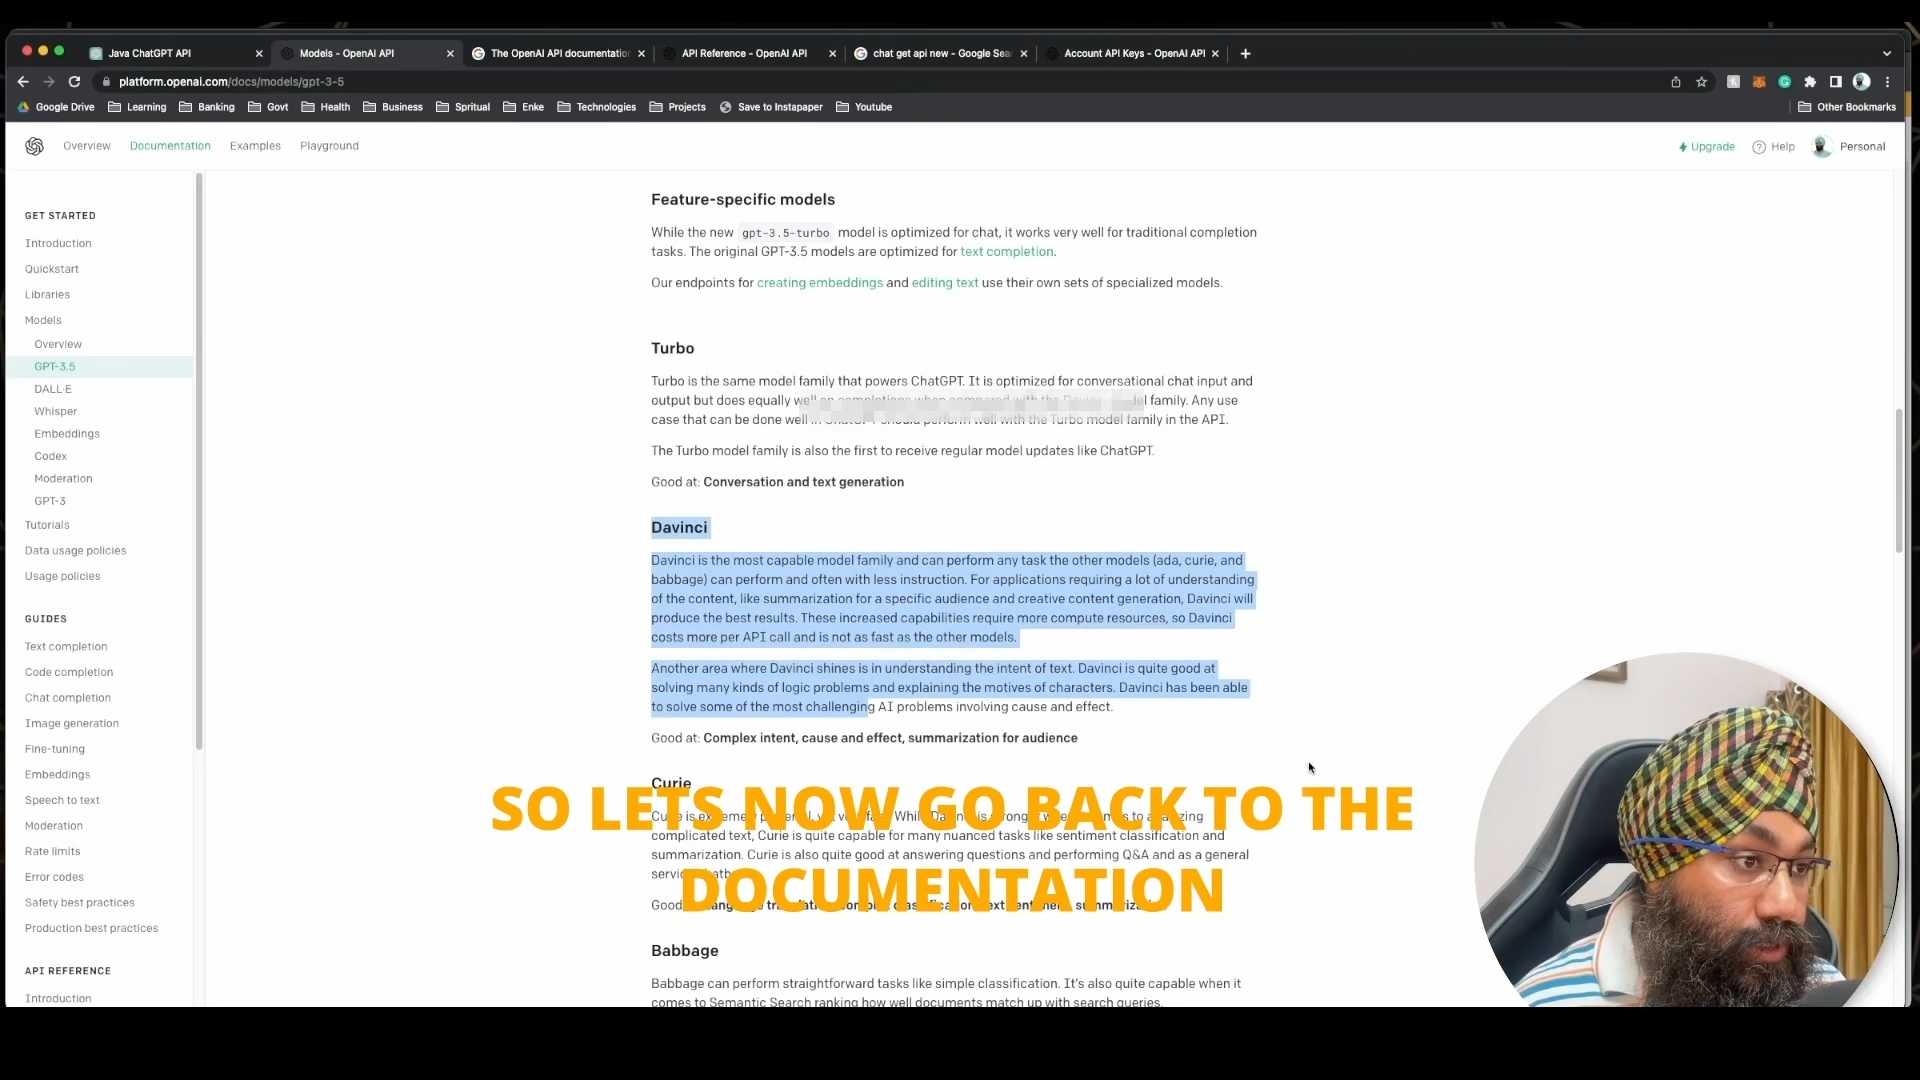 Java ChatGPT API
Models - OpenAI API
The OpenAI API documentation
API Reference - OpenAI API
chat get api new - Google Sea
Account API Keys - OpenAI API
platform.openai.com/docs/models/gpt-3-5
Google Drive
Learning
Banking
Govt
Health
Business
Spritual
Enke
Technologies
Projects
Save to Instapaper
Youtube
Other Bookmarks
Overview
Documentation
Examples
Playground
Upgrade
Help
Personal
GET STARTED
Introduction
Quickstart
Libraries
Models
Overview
GPT-3.5
DALL·E
Whisper
Embeddings
Codex
Moderation
GPT-3
Tutorials
Data usage policies
Usage policies
GUIDES
Text completion
Code completion
Chat completion
Image generation
Fine-tuning
Embeddings
Speech to text
Moderation
Rate limits
Error codes
Safety best practices
Production best practices
API REFERENCE
Introduction
Feature-specific models
While the new gpt-3.5-turbo model is optimized for chat, it works very well for traditional completion
tasks. The original GPT-3.5 models are optimized for text completion.
Our endpoints for creating embeddings and editing text use their own sets of specialized models.
Turbo
Turbo is the same model family that powers ChatGPT. It is optimized for conversational chat input and
output but does equally well on completions when compared with the Davinci model family. Any use
case that can be done well in ChatGPT should perform well with the Turbo model family in the API.
The Turbo model family is also the first to receive regular model updates like ChatGPT.
Good at: Conversation and text generation
Davinci
Davinci is the most capable model family and can perform any task the other models (ada, curie, and
babbage) can perform and often with less instruction. For applications requiring a lot of understanding
of the content, like summarization for a specific audience and creative content generation, Davinci will
produce the best results. These increased capabilities require more compute resources, so Davinci
costs more per API call and is not as fast as the other models.
Another area where Davinci shines is in understanding the intent of text. Davinci is quite good at
solving many kinds of logic problems and explaining the motives of characters. Davinci has been able
to solve some of the most challenging AI problems involving cause and effect.
Good at: Complex intent, cause and effect, summarization for audience
Curie
complicated text, Curie is quite capable for many nuanced tasks like sentiment classification and
summarization. Curie is also quite good at answering questions and performing Q&A and as a general
SO LETS NOW GO BACK TO THE
DOCUMENTATION
Babbage
Babbage can perform straightforward tasks like simple classification. It's also quite capable when it
comes to Semantic Search ranking how well documents match up with search queries.